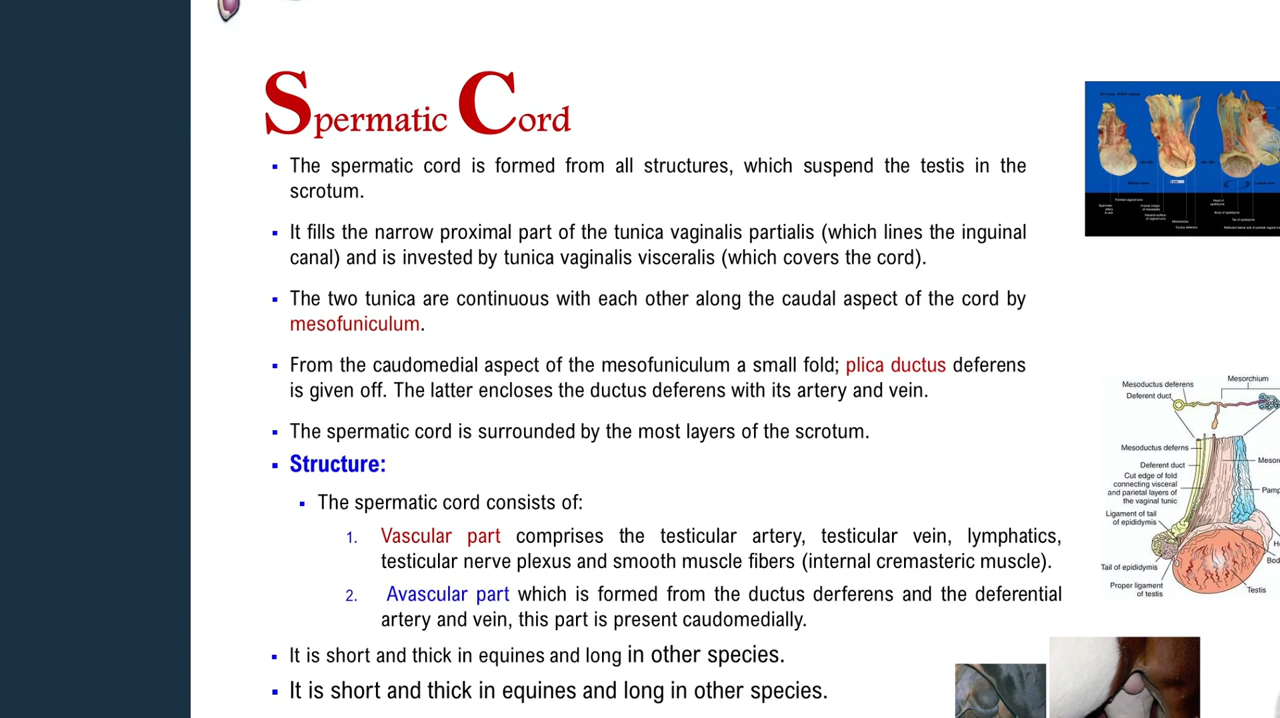 Spermatic Cord
▪ The spermatic cord is formed from all structures, which suspend the testis in the
scrotum.
▪ It fills the narrow proximal part of the tunica vaginalis partialis (which lines the inguinal
canal) and is invested by tunica vaginalis visceralis (which covers the cord).
▪ The two tunica are continuous with each other along the caudal aspect of the cord by
mesofuniculum.
▪ From the caudomedial aspect of the mesofuniculum a small fold; plica ductus deferens
is given off. The latter encloses the ductus deferens with its artery and vein.
▪ The spermatic cord is surrounded by the most layers of the scrotum.
▪ Structure:
▪ The spermatic cord consists of:
1. Vascular part comprises the testicular artery, testicular vein, lymphatics,
testicular nerve plexus and smooth muscle fibers (internal cremasteric muscle).
2. Avascular part which is formed from the ductus derferens and the deferential
artery and vein, this part is present caudomedially.
▪ It is short and thick in equines and long in other species.
▪ It is short and thick in equines and long in other species.
Mesorchium
Mesoductus deferens
Deferent duct
Mesoductus deferns
Deferent duct
Mesor
Cut edge of fold
connecting visceral
and parietal layers of
the vaginal tunic
Pamp
Ligament of tail
of epididymis
H
Bod
Tail of epididymis
Proper ligament
of testis
Testis